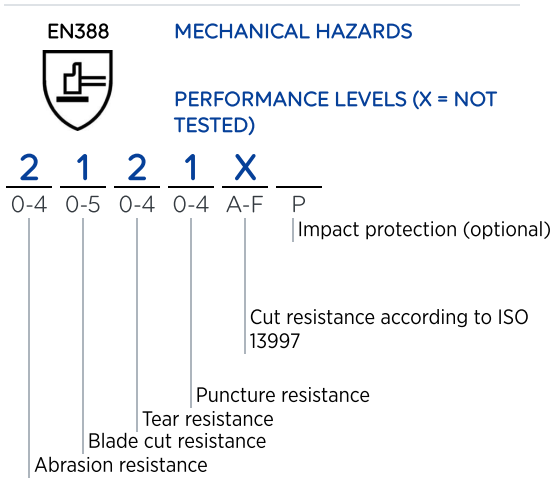 EN388
MECHANICAL HAZARDS
PERFORMANCE LEVELS (X = NOT
TESTED)
2 1 2 1 X
0-4 0-5 0-4 0-4 A-F P
Impact protection (optional)
Cut resistance according to ISO
13997
Puncture resistance
Tear resistance
Blade cut resistance
Abrasion resistance